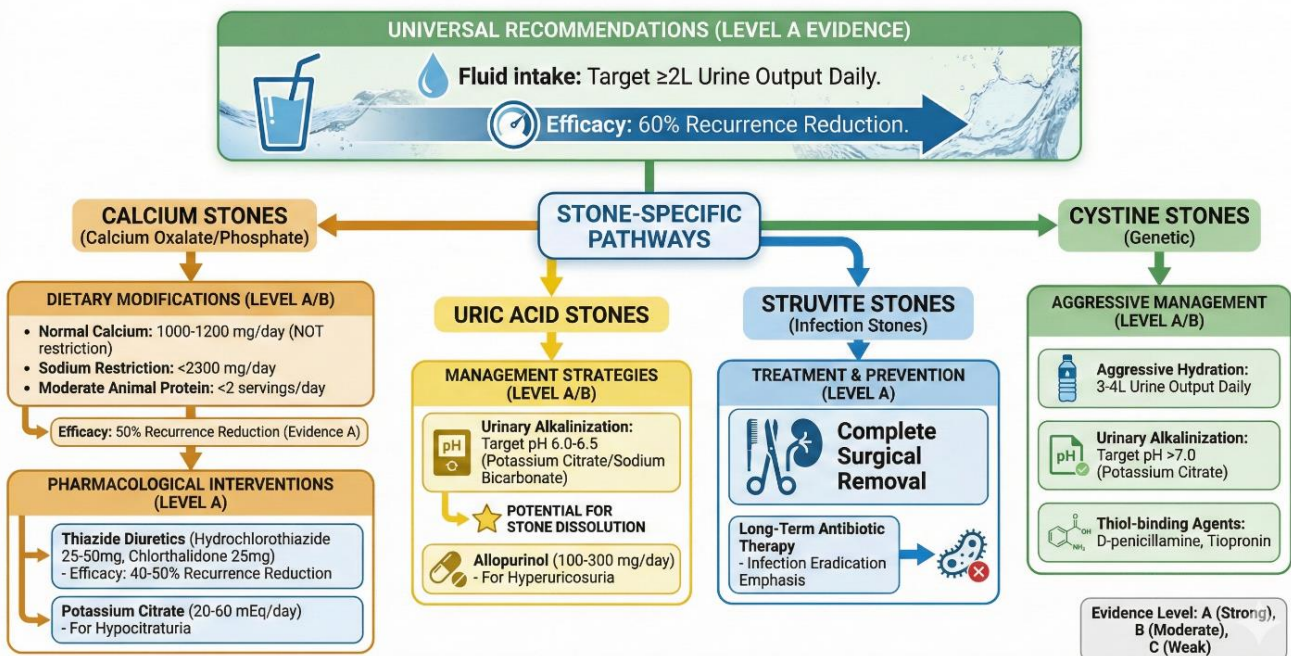 UNIVERSAL RECOMMENDATIONS (LEVEL A EVIDENCE)
Fluid intake: Target ≥2L Urine Output Daily.
Efficacy: 60% Recurrence Reduction.
STONE-SPECIFIC
PATHWAYS
CALCIUM STONES
(Calcium Oxalate/Phosphate)
DIETARY MODIFICATIONS (LEVEL A/B)
• Normal Calcium: 1000-1200 mg/day (NOT
restriction)
• Sodium Restriction: <2300 mg/day
• Moderate Animal Protein: <2 servings/day
Efficacy: 50% Recurrence Reduction (Evidence A)
PHARMACOLOGICAL INTERVENTIONS
(LEVEL A)
Thiazide Diuretics (Hydrochlorothiazide
25-50mg, Chlorthalidone 25mg)
- Efficacy: 40-50% Recurrence Reduction
Potassium Citrate (20-60 mEq/day)
- For Hypocitraturia
URIC ACID STONES
MANAGEMENT STRATEGIES
(LEVEL A/B)
pH
Urinary Alkalinization:
Target pH 6.0-6.5
(Potassium Citrate/Sodium
Bicarbonate)
POTENTIAL FOR
STONE DISSOLUTION
Allopurinol (100-300 mg/day)
- For Hyperuricosuria
STRUVITE STONES
(Infection Stones)
TREATMENT & PREVENTION
(LEVEL A)
Complete
Surgical
Removal
Long-Term Antibiotic
Therapy
- Infection Eradication
Emphasis
CYSTINE STONES
(Genetic)
AGGRESSIVE MANAGEMENT
(LEVEL A/B)
Aggressive Hydration:
3-4L Urine Output Daily
pH
Urinary Alkalinization:
Target pH >7.0
(Potassium Citrate)
O
OH
NH₂
Thiol-binding Agents:
D-penicillamine, Tiopronin
Evidence Level: A (Strong),
B (Moderate),
C (Weak)